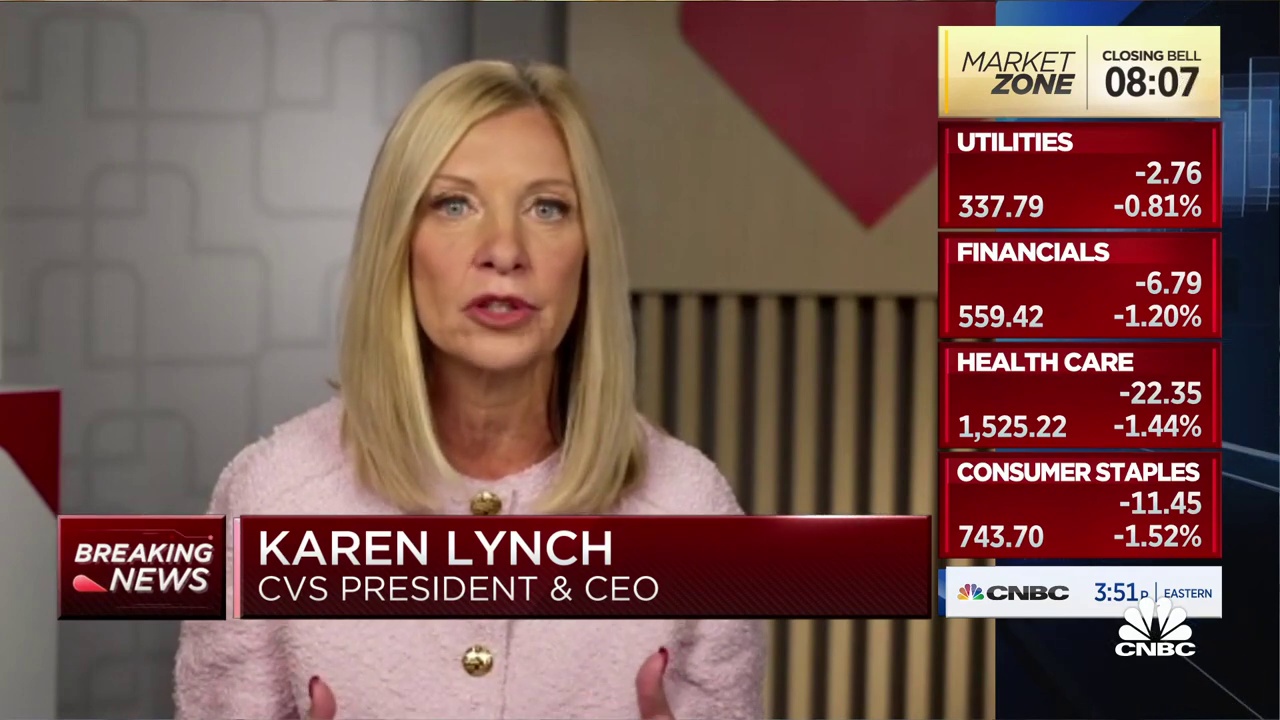 MARKET
ZONE
CLOSING BELL
08:07
UTILITIES
-2.76
337.79 -0.81%
FINANCIALS
-6.79
559.42 -1.20%
HEALTH CARE
-22.35
1,525.22 -1.44%
CONSUMER STAPLES
-11.45
743.70 -1.52%
BREAKING
NEWS
KAREN LYNCH
CVS PRESIDENT & CEO
CNBC 3:51P EASTERN
CNBC